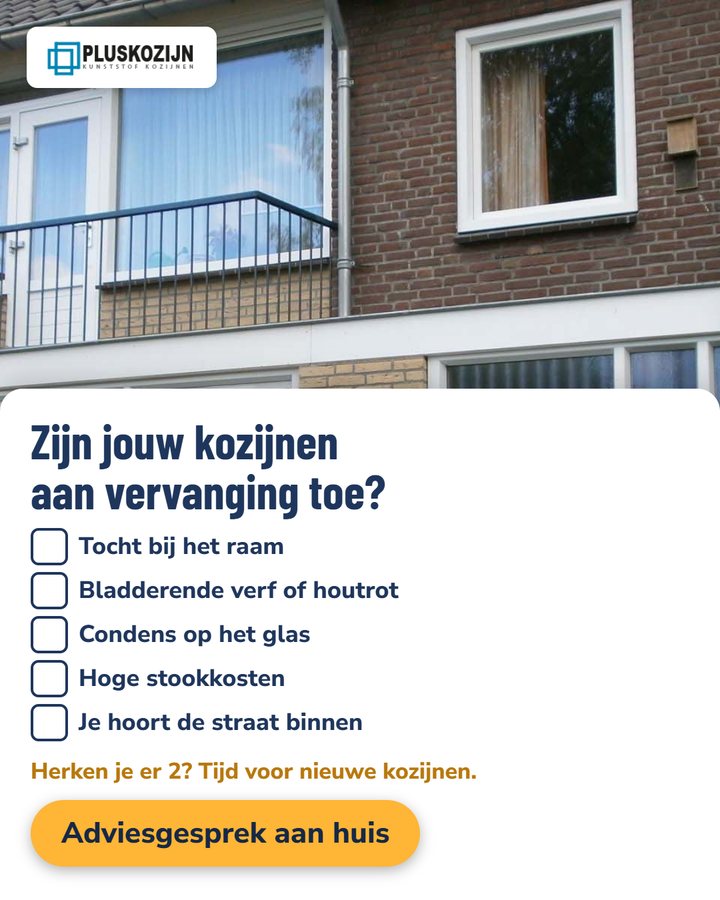 PLUSKOZIJN
KUNSTSTOF KOZIJNEN
Zijn jouw kozijnen
aan vervanging toe?
Tocht bij het raam
Bladderende verf of houtrot
Condens op het glas
Hoge stookkosten
Je hoort de straat binnen
Herken je er 2? Tijd voor nieuwe kozijnen.
Adviesgesprek aan huis